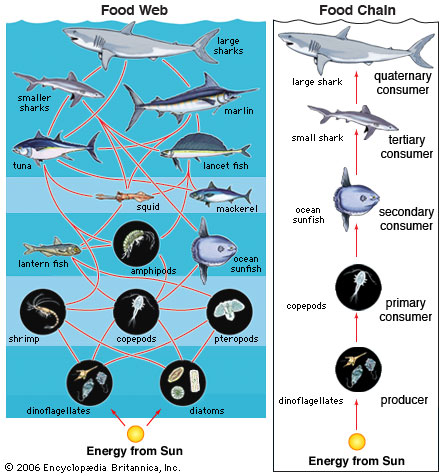 Food Web
large
sharks
smaller
sharks
marlin
tuna
lancet fish
squid
mackerel
lantern fish
amphipods
ocean
sunfish
shrimp
copepods
pteropods
dinoflagellates
diatoms
Energy from Sun
© 2006 Encyclopædia Britannica, Inc.
Food Chain
large shark
quaternary
consumer
small shark
tertiary
consumer
ocean
sunfish
secondary
consumer
copepods
primary
consumer
dinoflagellates
producer
Energy from Sun